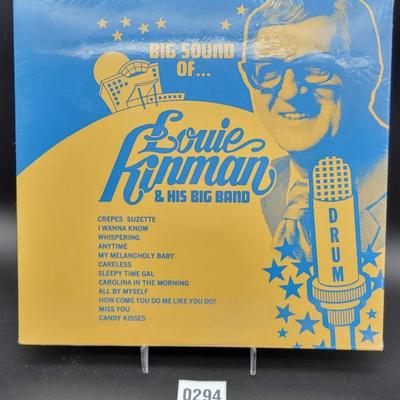 BIG SOUND
OF...
Louie
Kinman
& HIS BIG BAND
CREPES SUZETTE
I WANNA KNOW
WHISPERING
ANYTIME
MY MELANCHOLY BABY
CARELESS
SLEEPY TIME GAL
CAROLINA IN THE MORNING
ALL BY MYSELF
HOW COME YOU DO ME LIKE YOU DO?
MISS YOU
CANDY KISSES
DRUM
0294